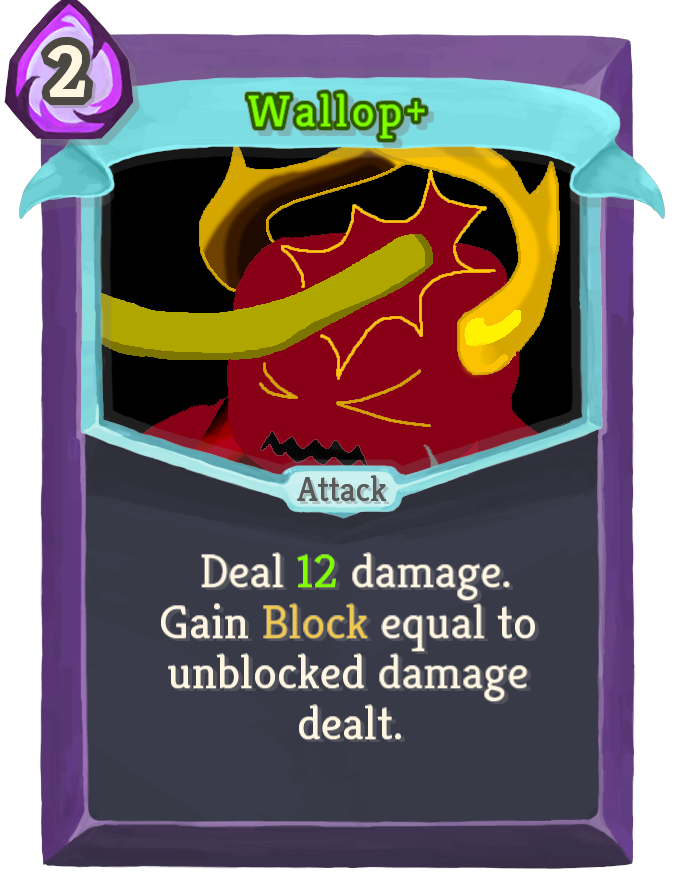 2
Wallop+
Attack
Deal 12 damage.
Gain Block equal to
unblocked damage
dealt.